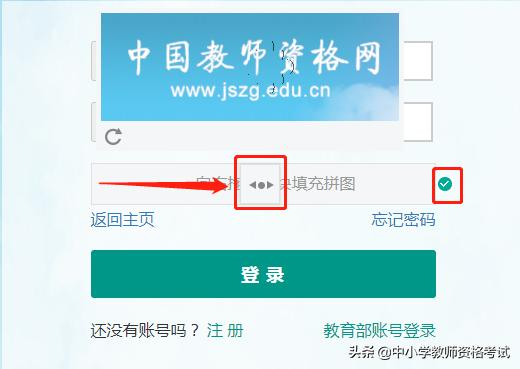 中国教师资格网
www.jszg.edu.cn
块填充拼图
返回主页 忘记密码
登录
还没有账号吗？ 注册 教育部账号登录
头条 @中小学教师资格考试